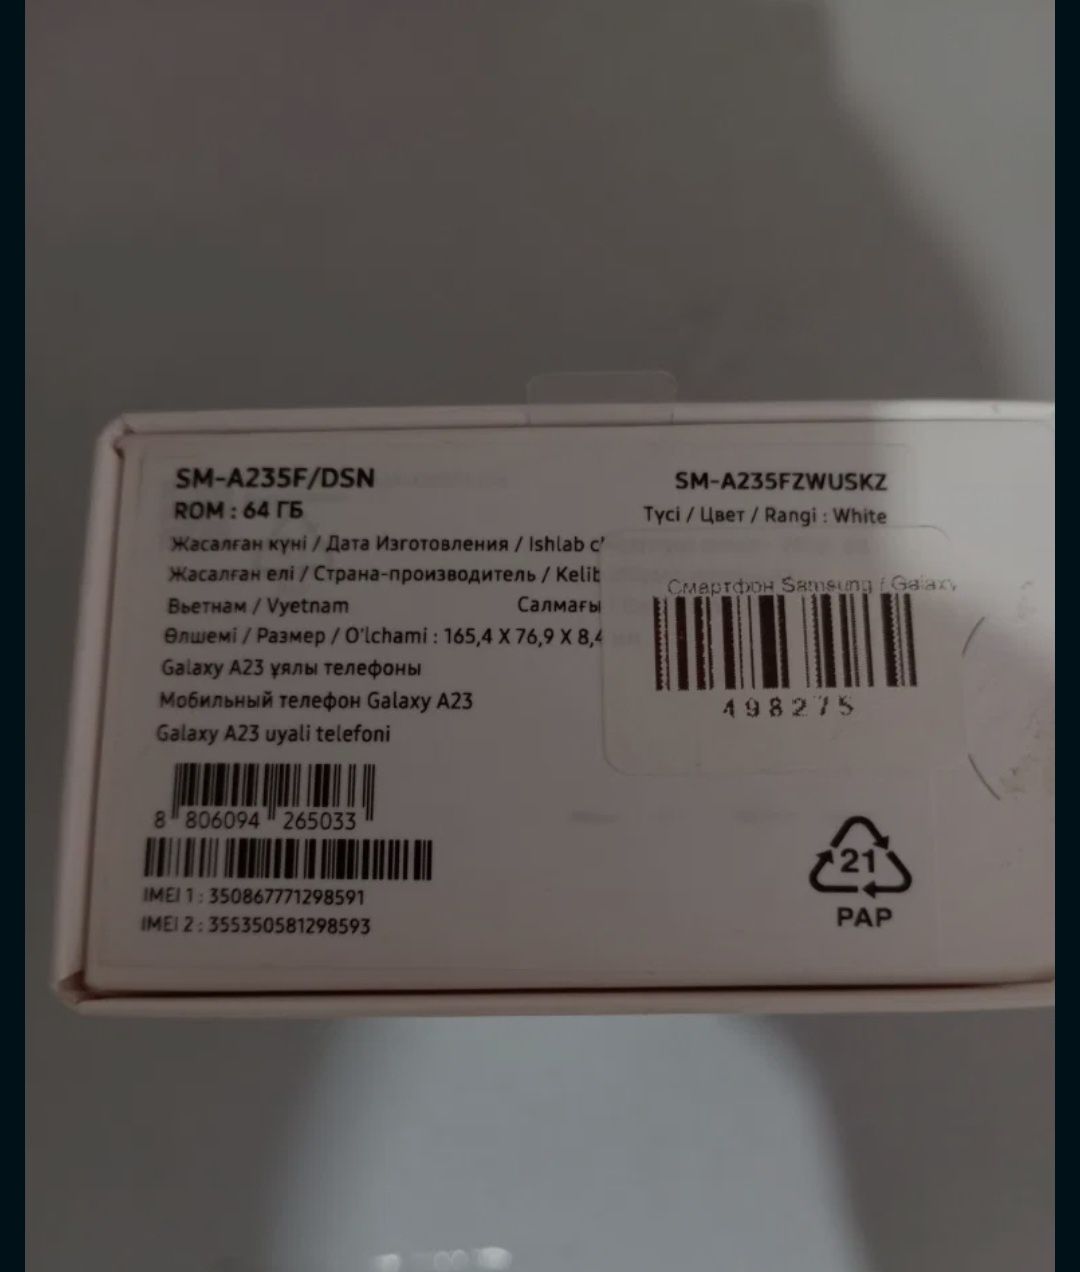 SM-A235F/DSN
SM-A235FZWUSKZ
ROM : 64 ГБ
Түсі / Цвет / Rangi : White
Жасалған күні / Дата Изготовления / Ishlab c'
Жасалған елі / Страна-производитель / Kelib
Вьетнам / Vyetnam
Салмағы
Өлшемі / Размер / O'lchami : 165,4 X 76,9 X 8,4
Galaxy A23 ұялы телефоны
Мобильный телефон Galaxy A23
Galaxy A23 uyali telefoni
Смартфон Samsung / Galaxy
498275
8 806094 265033
IMEI 1 : 350867771298591
IMEI 2 : 355350581298593
21
PAP